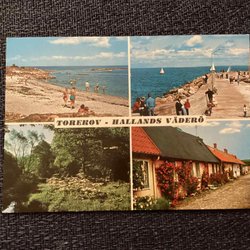 TOREKOV - HALLANDS VÄDERÖ